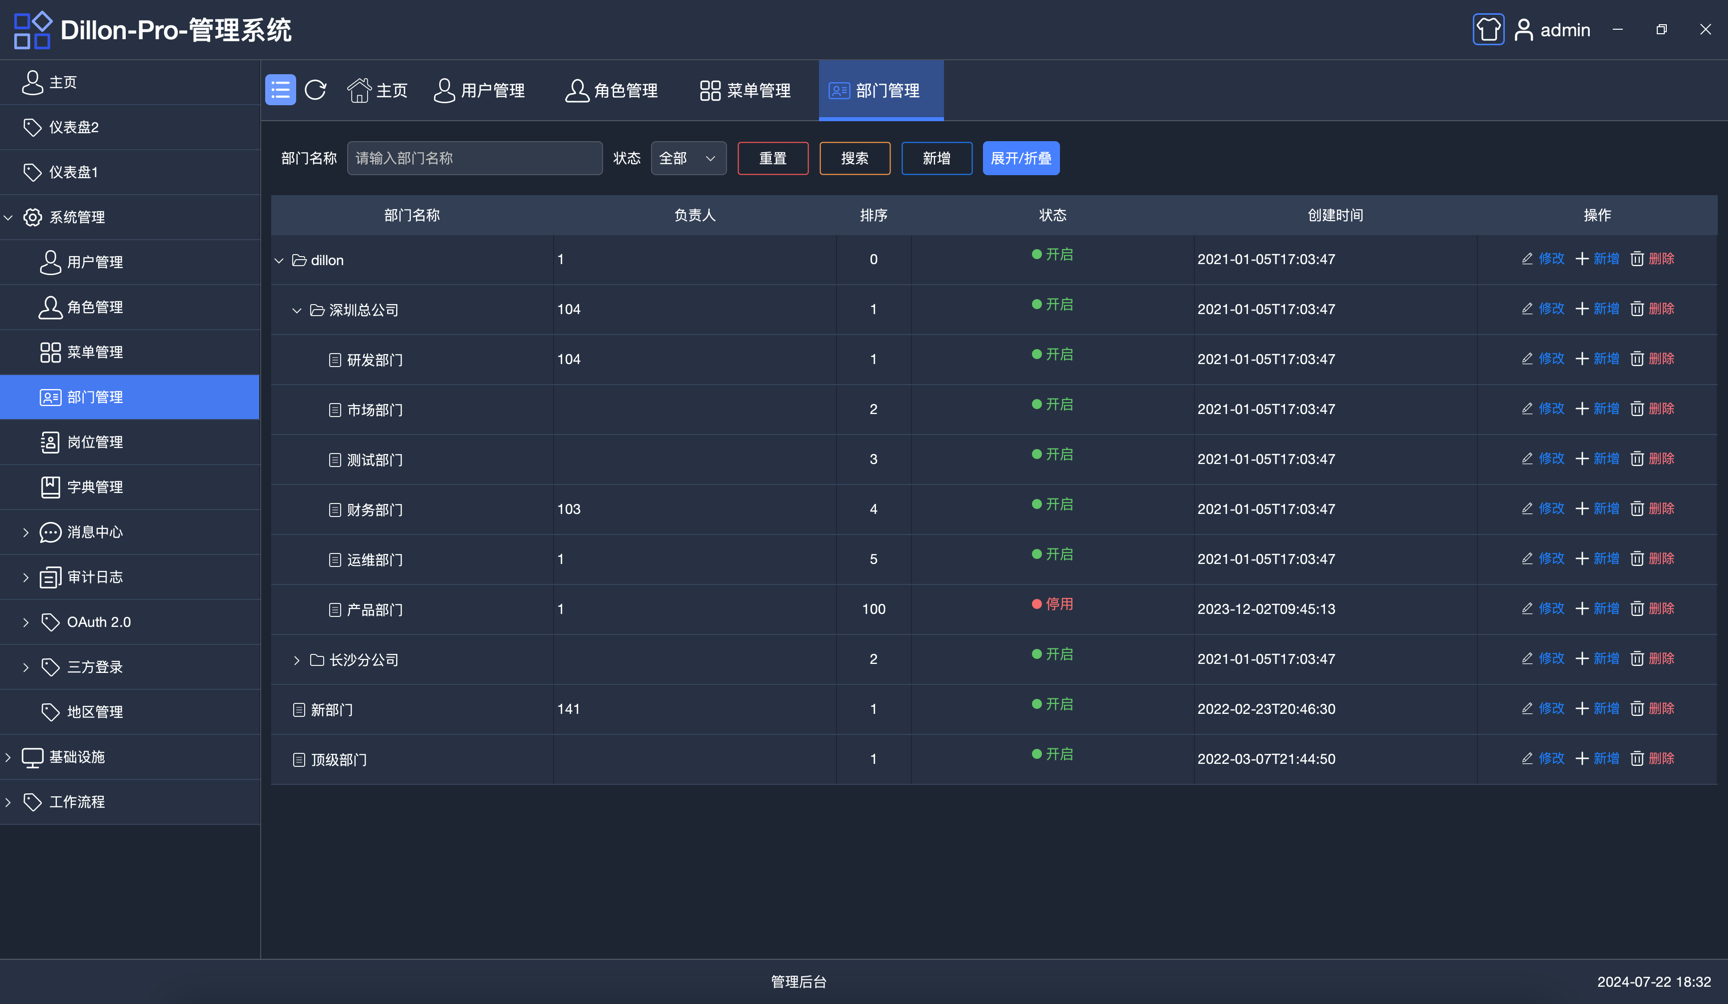 Dillon-Pro-管理系统
admin
主页
仪表盘2
仪表盘1
系统管理
用户管理
角色管理
菜单管理
部门管理
岗位管理
字典管理
消息中心
审计日志
OAuth 2.0
三方登录
地区管理
基础设施
工作流程
主页 用户管理 角色管理 菜单管理 部门管理
部门名称 请输入部门名称 状态 全部 重置 搜索 新增 展开/折叠
部门名称 负责人 排序 状态 创建时间 操作
dillon 1 0 开启 2021-01-05T17:03:47 修改 新增 删除
深圳总公司 104 1 开启 2021-01-05T17:03:47 修改 新增 删除
研发部门 104 1 开启 2021-01-05T17:03:47 修改 新增 删除
市场部门 2 开启 2021-01-05T17:03:47 修改 新增 删除
测试部门 3 开启 2021-01-05T17:03:47 修改 新增 删除
财务部门 103 4 开启 2021-01-05T17:03:47 修改 新增 删除
运维部门 1 5 开启 2021-01-05T17:03:47 修改 新增 删除
产品部门 1 100 停用 2023-12-02T09:45:13 修改 新增 删除
长沙分公司 2 开启 2021-01-05T17:03:47 修改 新增 删除
新部门 141 1 开启 2022-02-23T20:46:30 修改 新增 删除
顶级部门 1 开启 2022-03-07T21:44:50 修改 新增 删除
管理后台
2024-07-22 18:32